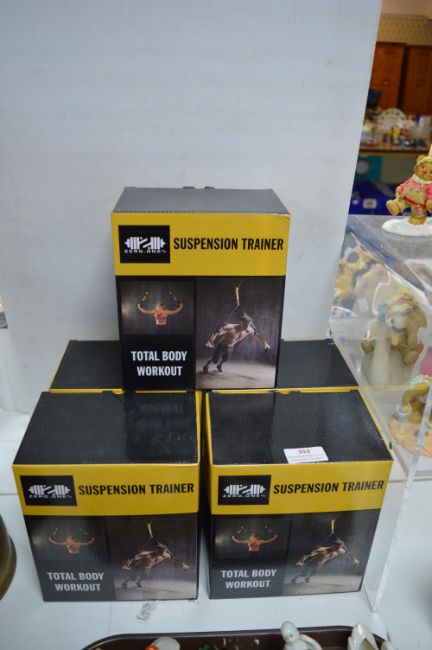 ZERO.ONE%
SUSPENSION TRAINER
TOTAL BODY
WORKOUT
ZERO.ONE%
SUSPENSION TRAINER
TOTAL BODY
WORKOUT
353
ZERO.ONE%
SUSPENSION TRAINER
TOTAL BODY
WORKOUT